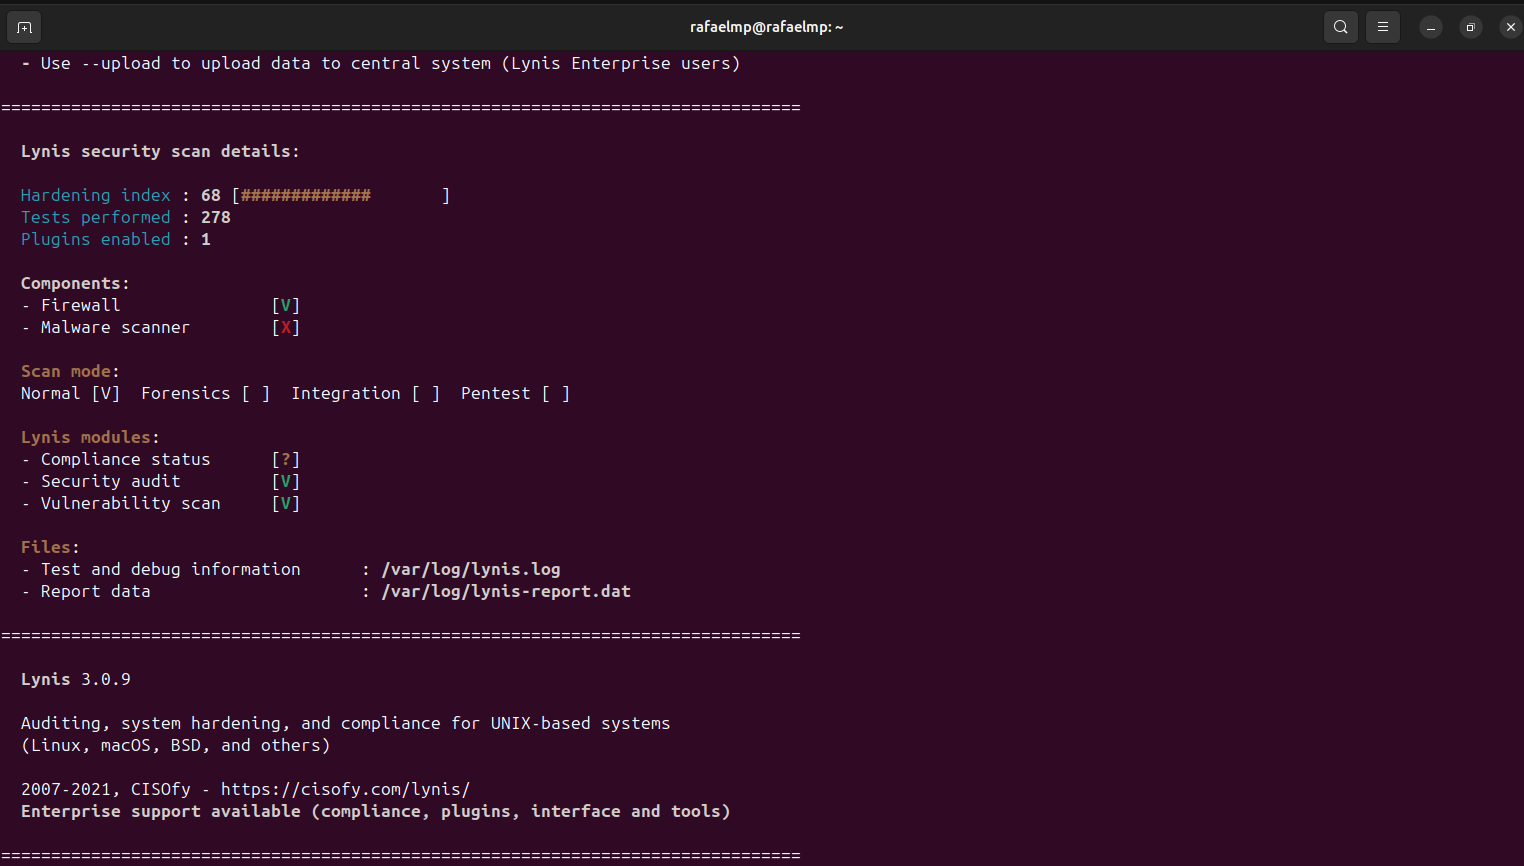 rafaelmp@rafaelmp: ~
- Use --upload to upload data to central system (Lynis Enterprise users)
================================================================================
Lynis security scan details:
Hardening index : 68 [#############       ]
Tests performed : 278
Plugins enabled : 1
Components:
- Firewall               [V]
- Malware scanner        [X]
Scan mode:
Normal [V]  Forensics [ ]  Integration [ ]  Pentest [ ]
Lynis modules:
- Compliance status      [?]
- Security audit         [V]
- Vulnerability scan     [V]
Files:
- Test and debug information      : /var/log/lynis.log
- Report data                     : /var/log/lynis-report.dat
================================================================================
Lynis 3.0.9
Auditing, system hardening, and compliance for UNIX-based systems
(Linux, macOS, BSD, and others)
2007-2021, CISOfy - https://cisofy.com/lynis/
Enterprise support available (compliance, plugins, interface and tools)
================================================================================